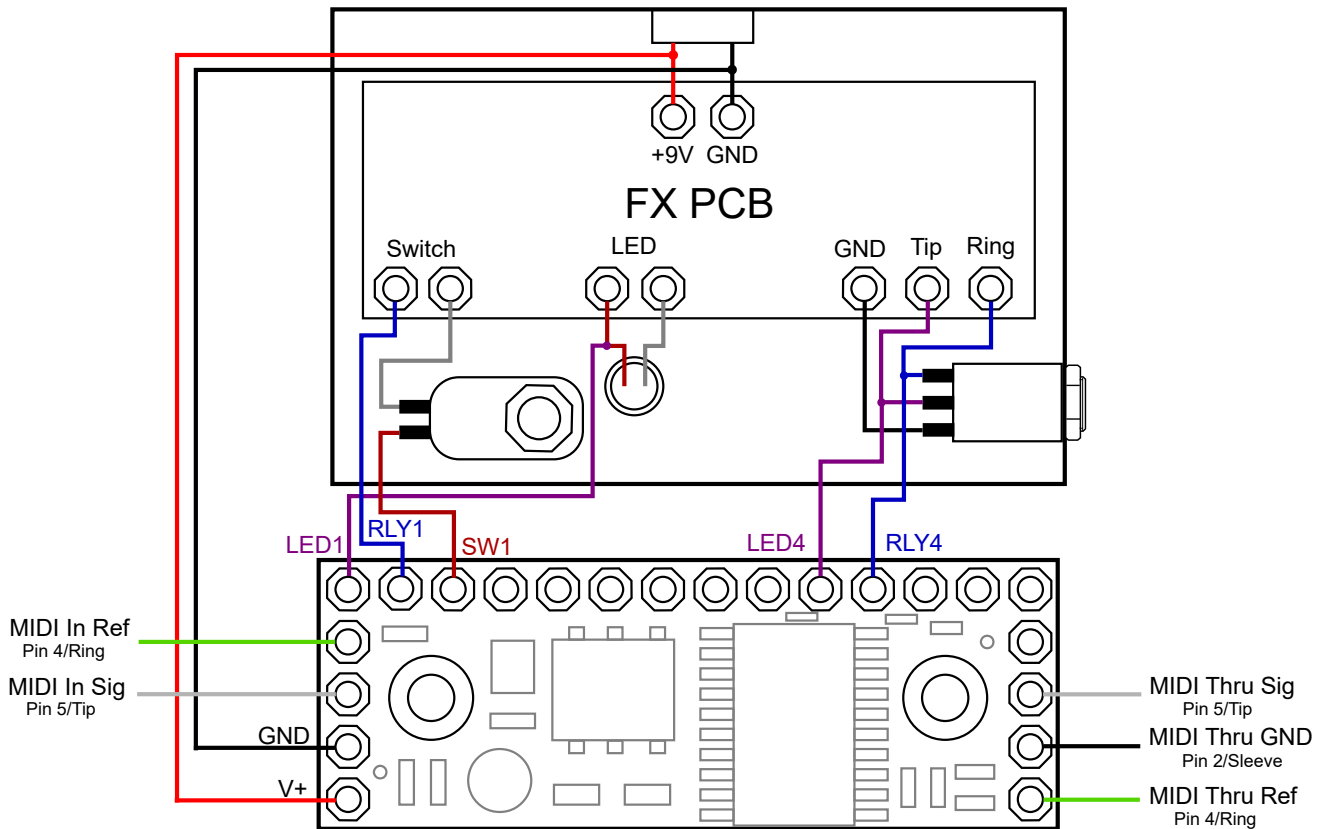 +9V GND
FX PCB
Switch
LED
GND Tip Ring
LED1
RLY1
SW1
LED4
RLY4
MIDI In Ref
Pin 4/Ring
MIDI In Sig
Pin 5/Tip
GND
V+
MIDI Thru Sig
Pin 5/Tip
MIDI Thru GND
Pin 2/Sleeve
MIDI Thru Ref
Pin 4/Ring